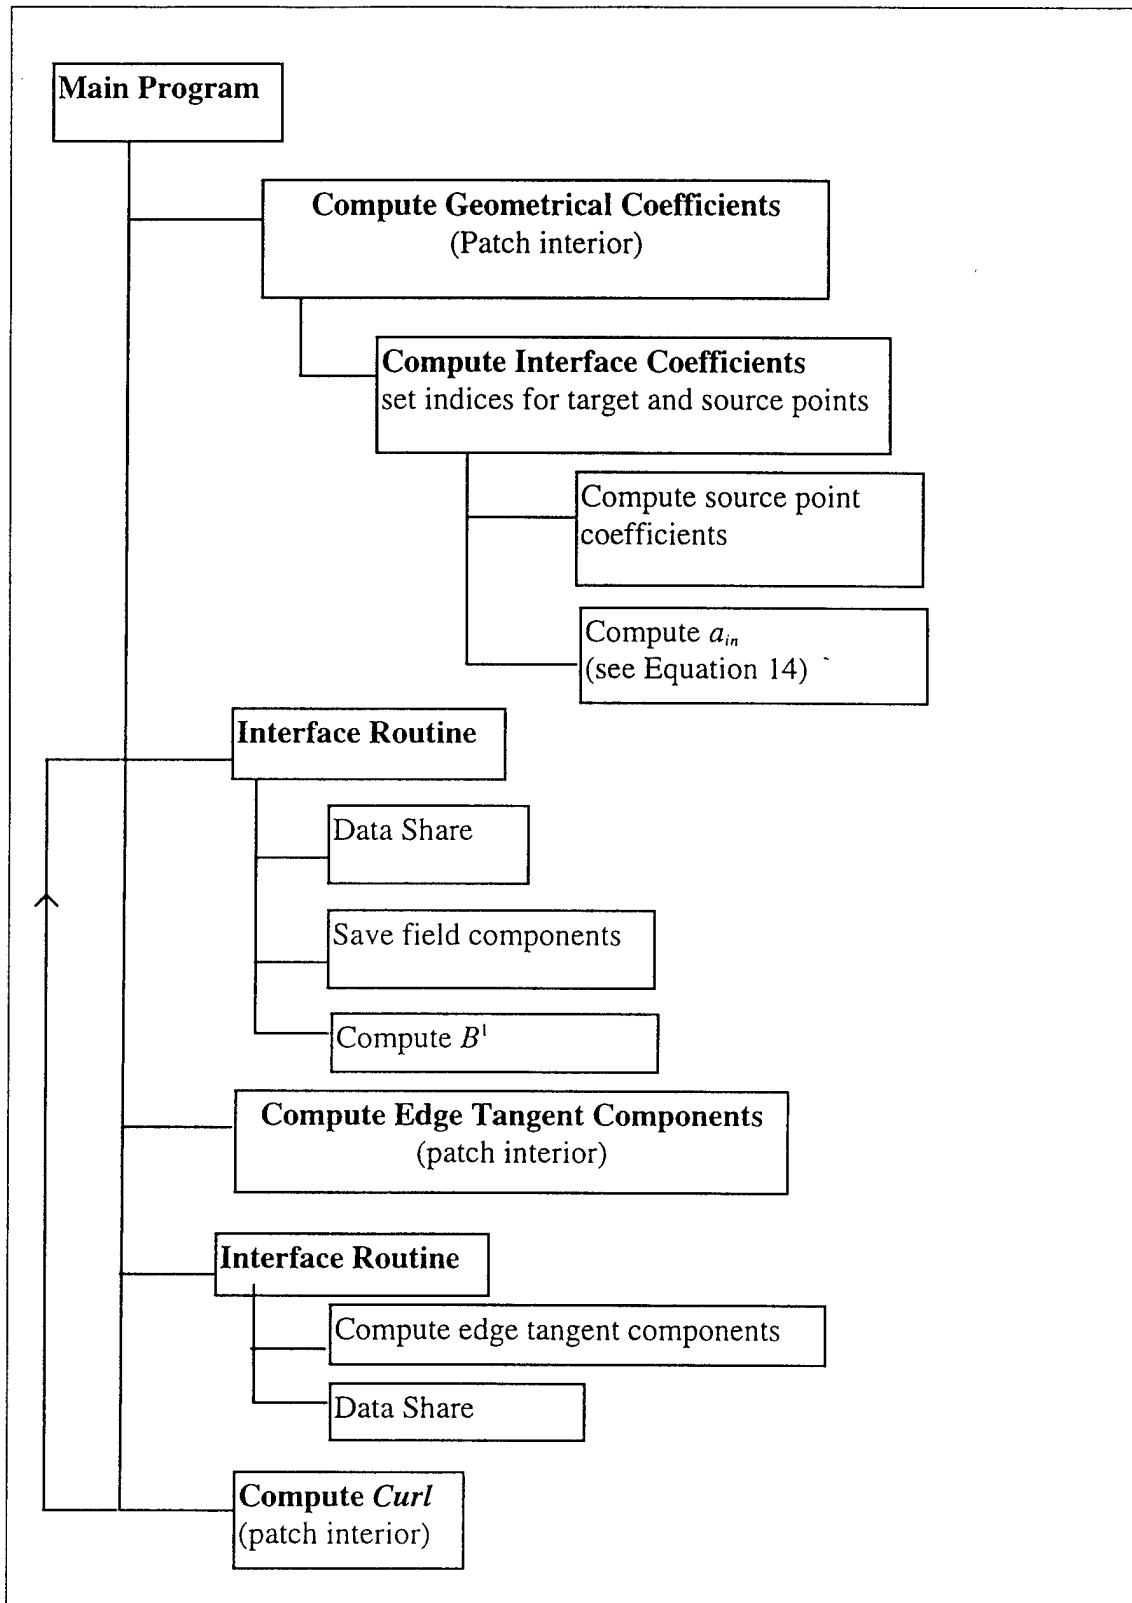 Main Program
Compute Geometrical Coefficients
(Patch interior)
Compute Interface Coefficients
set indices for target and source points
Compute source point
coefficients
Compute a_in
(see Equation 14)
Interface Routine
Data Share
Save field components
Compute B¹
Compute Edge Tangent Components
(patch interior)
Interface Routine
Compute edge tangent components
Data Share
Compute Curl
(patch interior)